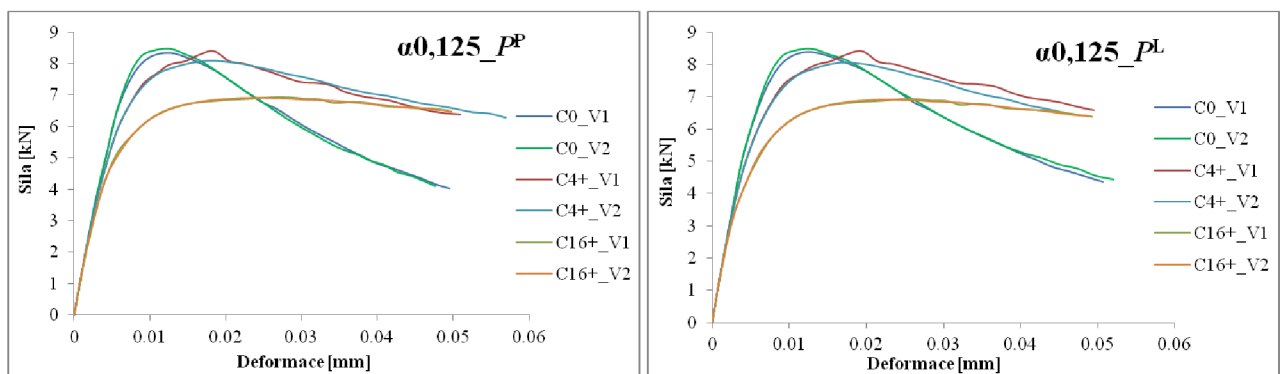 α0,125_Pᴾ
Síla [kN]
9
8
7
6
5
4
3
2
1
0
0
0.01
0.02
0.03
0.04
0.05
0.06
Deformace [mm]
C0_V1
C0_V2
C4+_V1
C4+_V2
C16+_V1
C16+_V2
α0,125_Pᴸ
Síla [kN]
9
8
7
6
5
4
3
2
1
0
0
0.01
0.02
0.03
0.04
0.05
0.06
Deformace [mm]
C0_V1
C0_V2
C4+_V1
C4+_V2
C16+_V1
C16+_V2